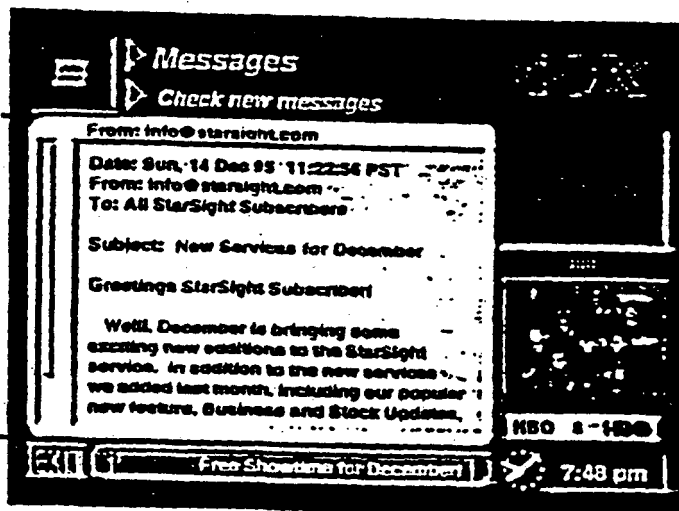 Messages
Check new messages
From: info@starsight.com
Date: Sun, 14 Dec 95 11:22:56 PST
From: info@starsight.com
To: All StarSight Subscribers
Subject: New Services for December
Greetings StarSight Subscriber!
Well, December is bringing some
exciting new additions to the StarSight
service. In addition to the new services
we added last month, including our popular
new feature, Business and Stock Updates,
HBO
EXIT
Free Showtime for December!
7:48 pm